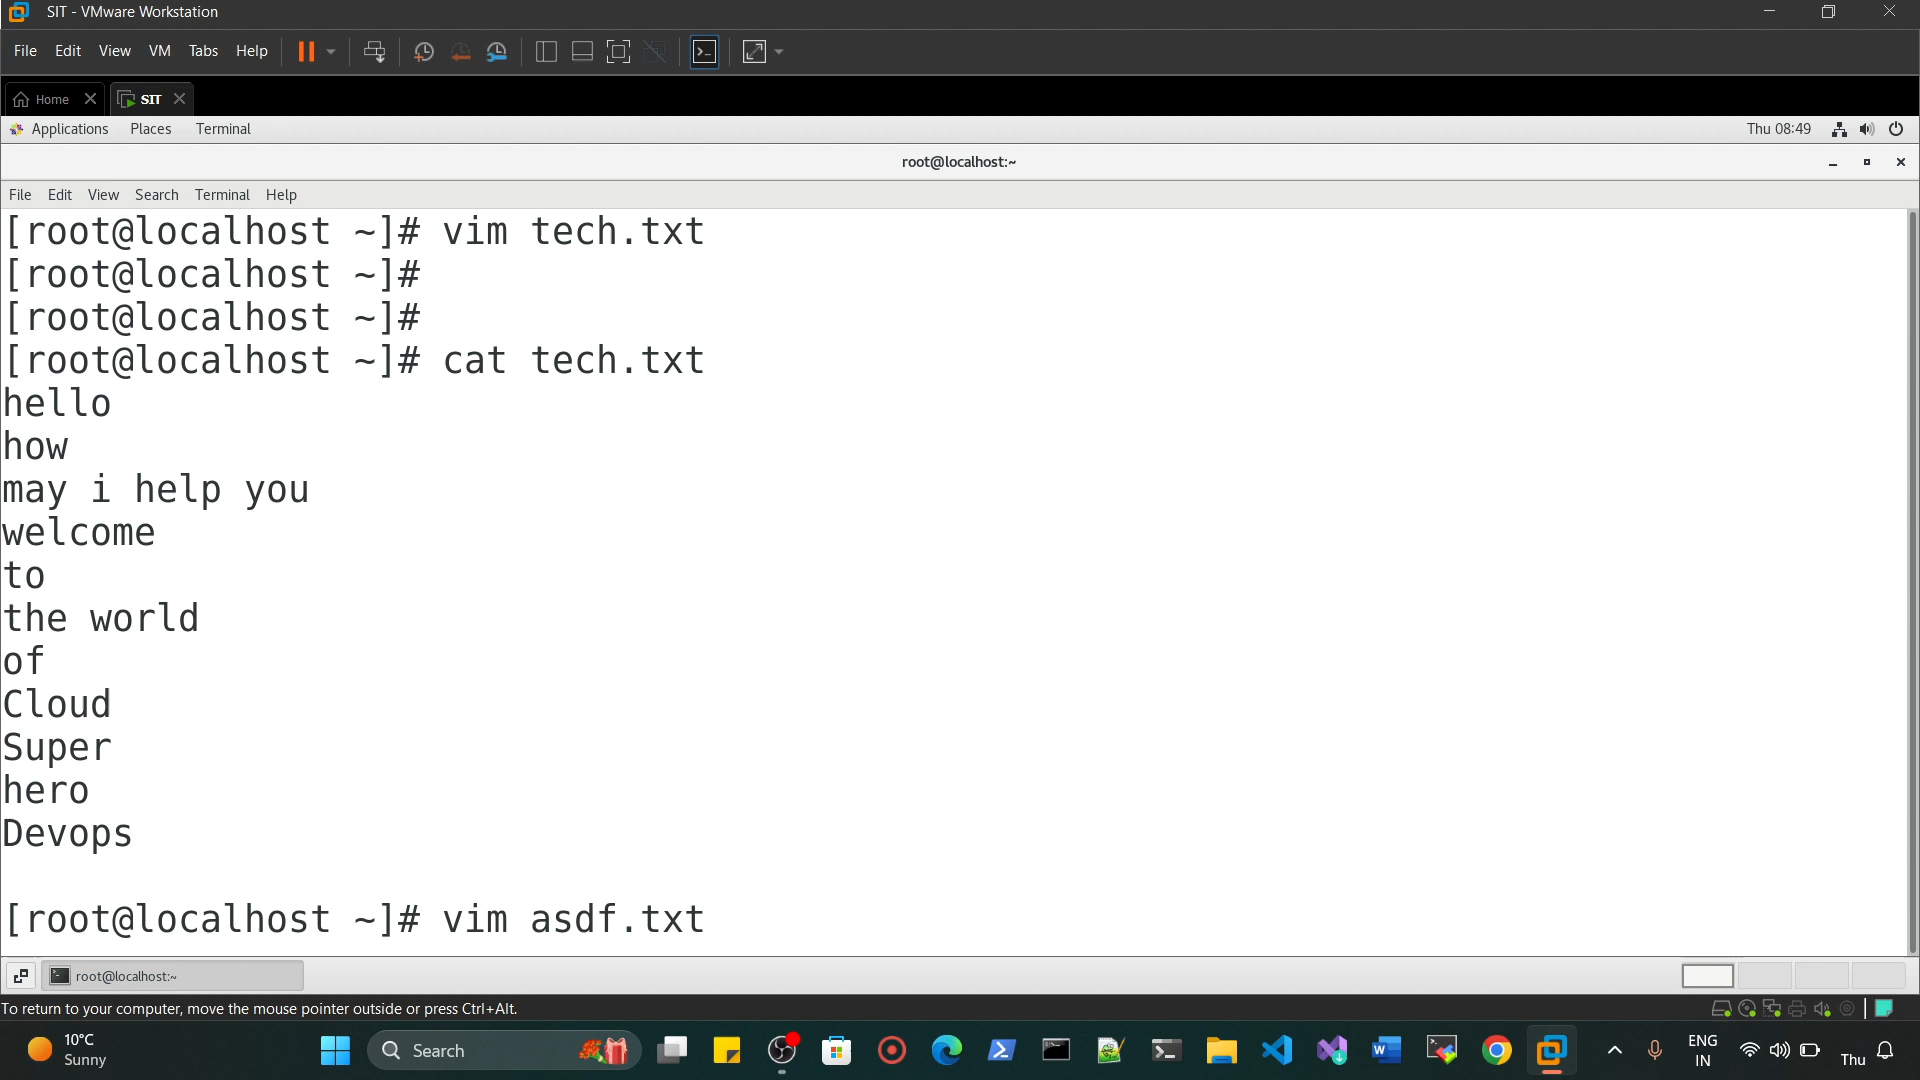 SIT - VMware Workstation
File Edit View VM Tabs Help
Home SIT
Applications Places Terminal Thu 08:49
root@localhost:~
File Edit View Search Terminal Help
[root@localhost ~]# vim tech.txt
[root@localhost ~]#
[root@localhost ~]#
[root@localhost ~]# cat tech.txt
hello
how
may i help you
welcome
to
the world
of
Cloud
Super
hero
Devops
[root@localhost ~]# vim asdf.txt
root@localhost:~
To return to your computer, move the mouse pointer outside or press Ctrl+Alt.
10°C
Sunny
Search
ENG
IN
Thu